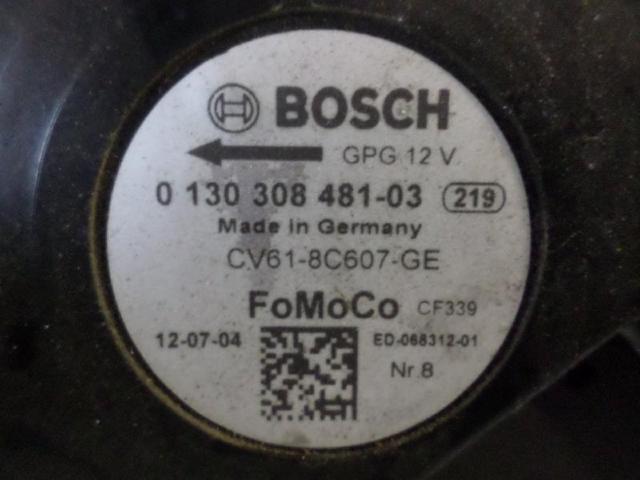 BOSCH
GPG 12 V
0 130 308 481-03 219
Made in Germany
CV61-8C607-GE
FoMoCo CF339
12-07-04 ED-068312-01
Nr.8